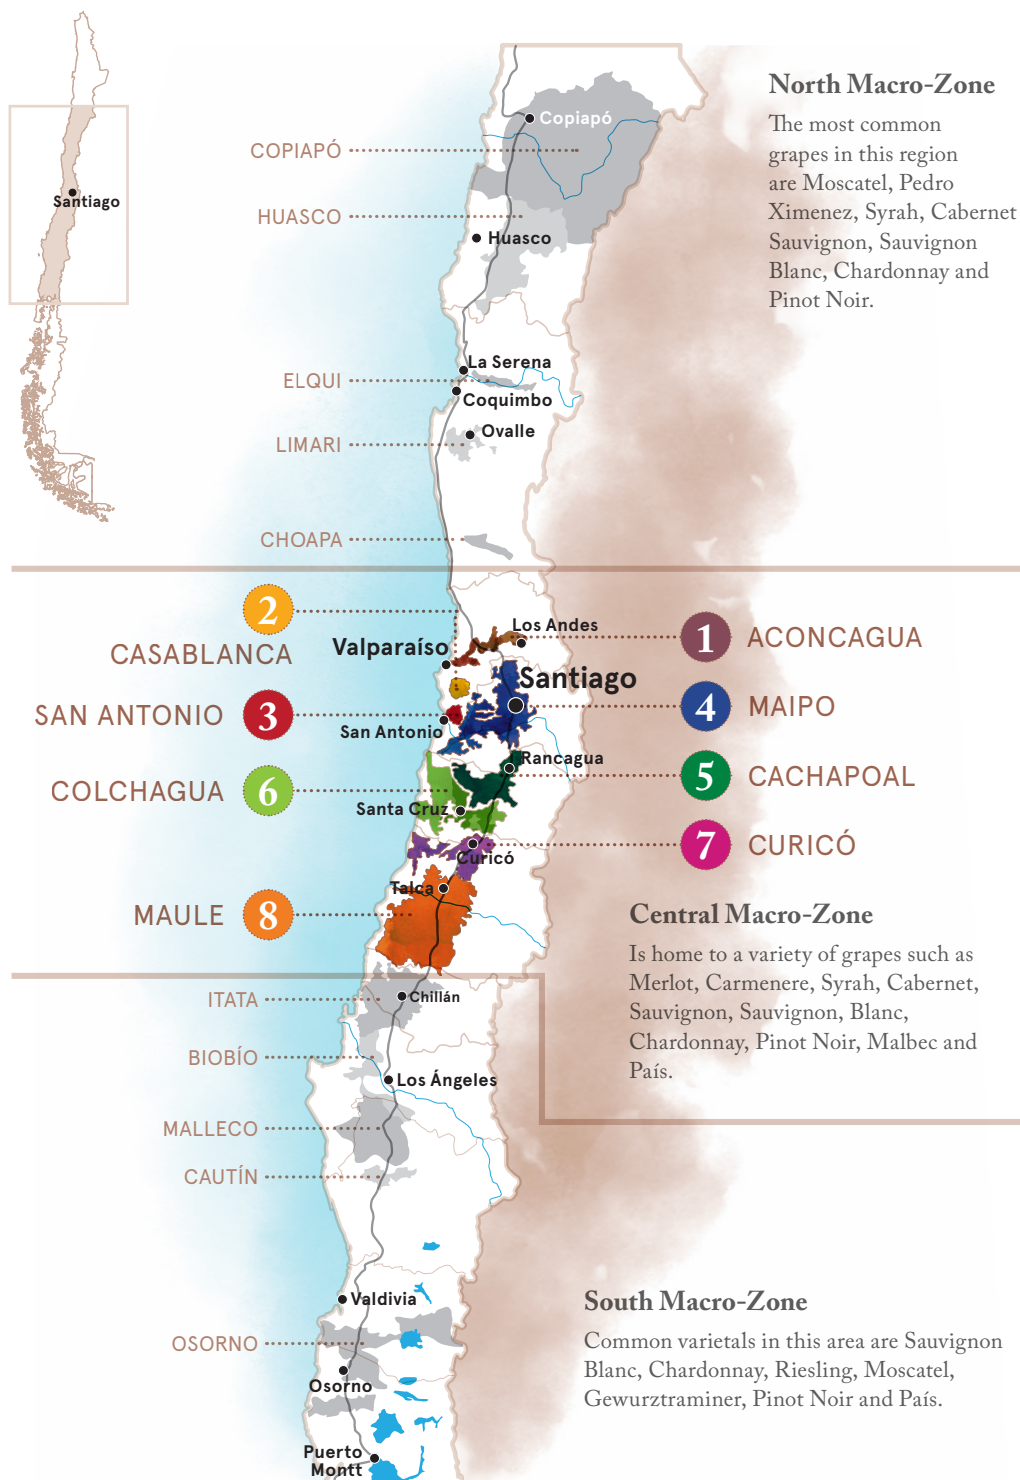 Santiago
North Macro-Zone
The most common
grapes in this region
are Moscatel, Pedro
Ximenez, Syrah, Cabernet
Sauvignon, Sauvignon
Blanc, Chardonnay and
Pinot Noir.
Copiapó
COPIAPÓ
HUASCO
Huasco
La Serena
ELQUI
Coquimbo
Ovalle
LIMARI
CHOAPA
2
CASABLANCA
Los Andes
Valparaíso
1 ACONCAGUA
Santiago
SAN ANTONIO 3
San Antonio
4 MAIPO
Rancagua
COLCHAGUA 6
Santa Cruz
5 CACHAPOAL
Curicó
7 CURICÓ
Talca
MAULE 8
Central Macro-Zone
Is home to a variety of grapes such as
Merlot, Carmenere, Syrah, Cabernet,
Sauvignon, Sauvignon, Blanc,
Chardonnay, Pinot Noir, Malbec and
País.
ITATA
Chillán
BIOBÍO
Los Ángeles
MALLECO
CAUTÍN
Valdivia
OSORNO
Osorno
Puerto
Montt
South Macro-Zone
Common varietals in this area are Sauvignon
Blanc, Chardonnay, Riesling, Moscatel,
Gewurztraminer, Pinot Noir and País.